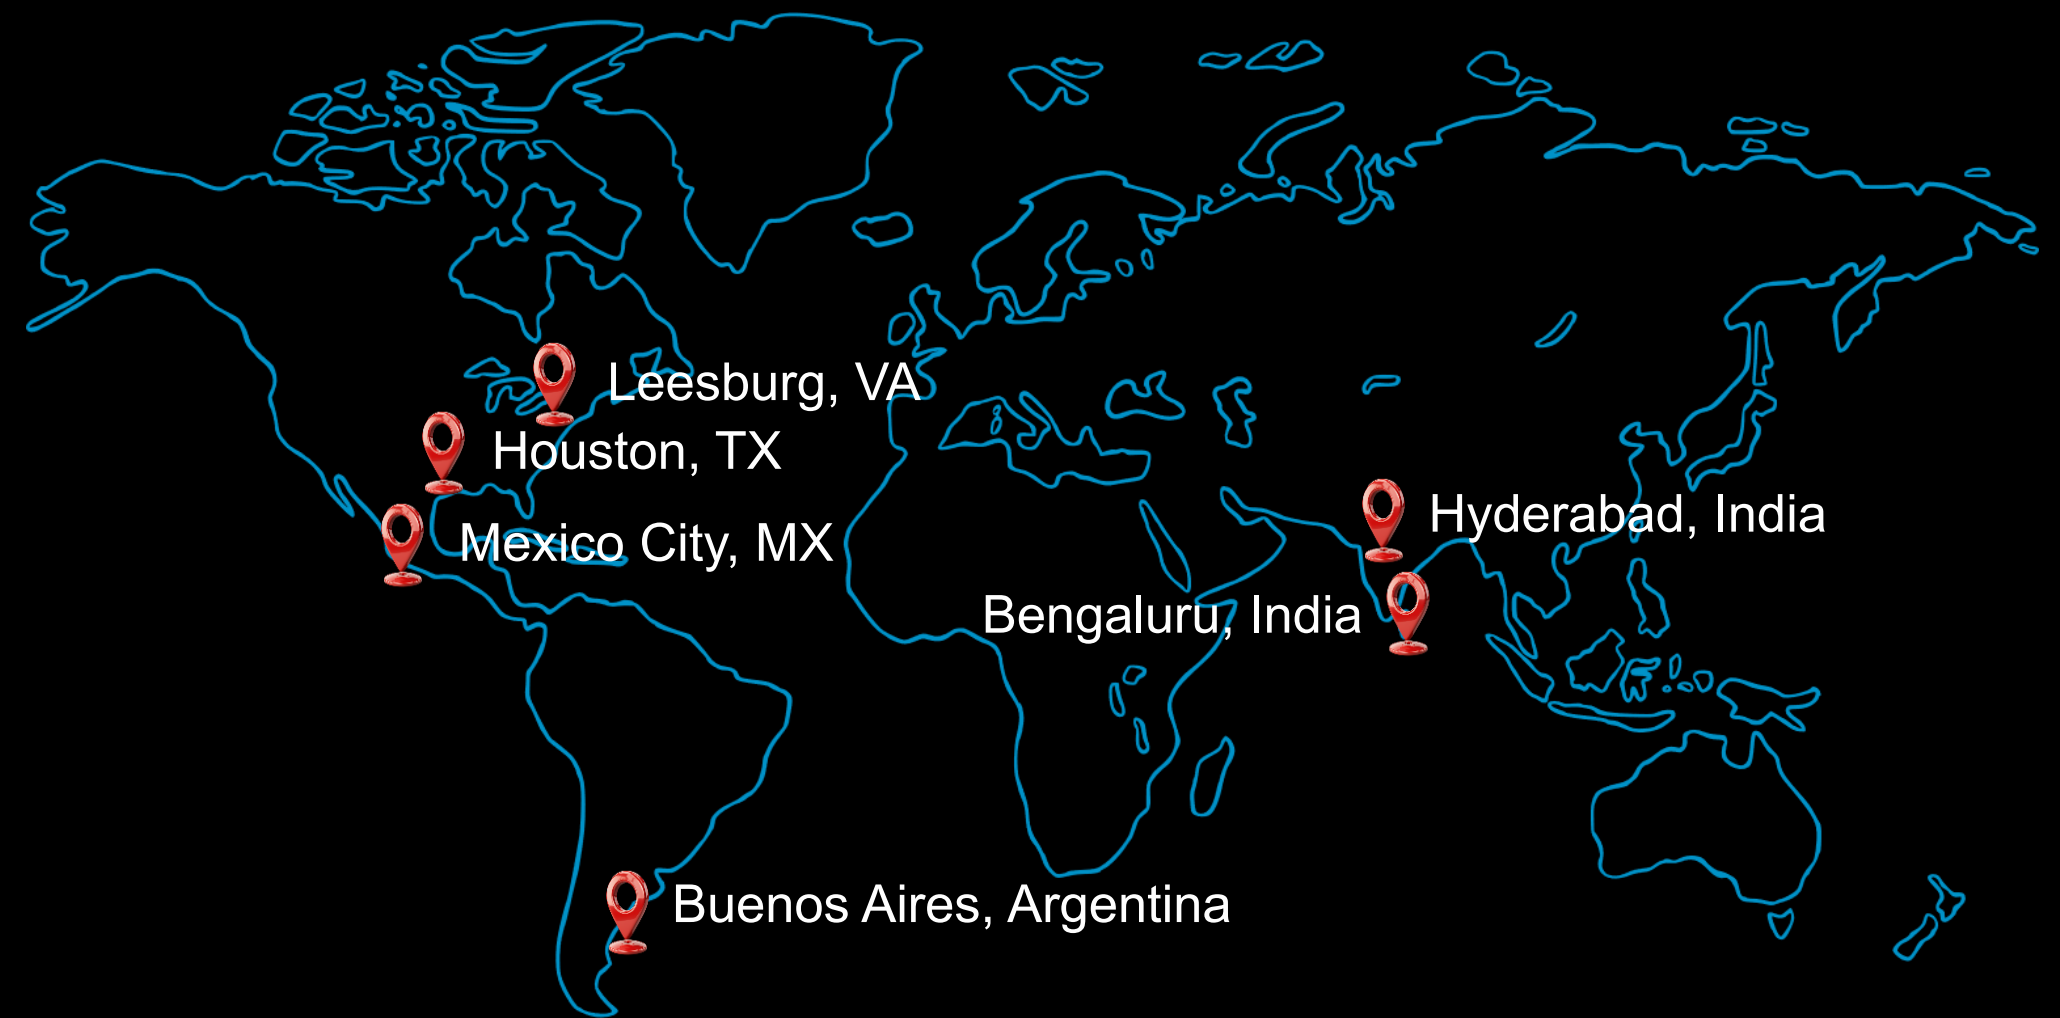 Leesburg, VA
Houston, TX
Mexico City, MX
Hyderabad, India
Bengaluru, India
Buenos Aires, Argentina